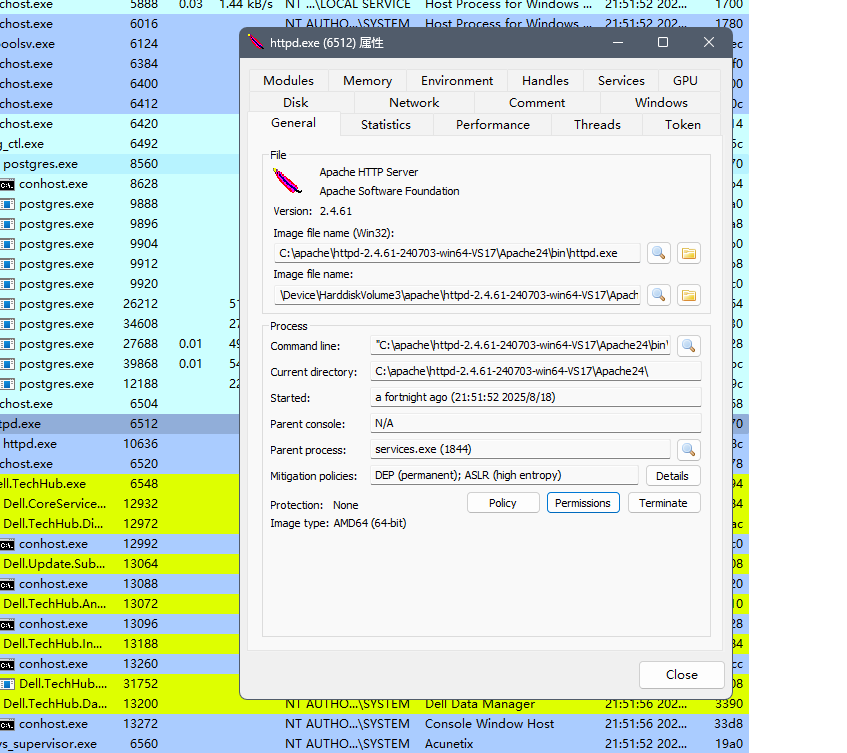 chost.exe 5888 0.03 1.44 kB/s NT ...\LOCAL SERVICE Host Process for Windows ... 21:51:52 202... 1700
chost.exe 6016 NT AUTHO...\SYSTEM Host Process for Windows ... 21:51:52 202... 1780
oolsv.exe 6124
chost.exe 6384
chost.exe 6400
chost.exe 6412
chost.exe 6420
g_ctl.exe 6492
postgres.exe 8560
conhost.exe 8628
postgres.exe 9888
postgres.exe 9896
postgres.exe 9904
postgres.exe 9912
postgres.exe 9920
postgres.exe 26212
postgres.exe 34608
postgres.exe 27688 0.01
postgres.exe 39868 0.01
postgres.exe 12188
chost.exe 6504
tpd.exe 6512
httpd.exe 10636
chost.exe 6520
ell.TechHub.exe 6548
Dell.CoreService... 12932
Dell.TechHub.Di... 12972
conhost.exe 12992
Dell.Update.Sub... 13064
conhost.exe 13088
Dell.TechHub.An... 13072
conhost.exe 13096
Dell.TechHub.In... 13188
conhost.exe 13260
Dell.TechHub.... 31752
Dell.TechHub.Da... 13200 NT AUTHO...\SYSTEM Dell Data Manager 21:51:56 202... 3390
conhost.exe 13272 NT AUTHO...\SYSTEM Console Window Host 21:51:56 202... 33d8
vs_supervisor.exe 6560 NT AUTHO...\SYSTEM Acunetix 21:51:52 202... 19a0
httpd.exe (6512) 属性
Modules Memory Environment Handles Services GPU
Disk Network Comment Windows
General Statistics Performance Threads Token
File
Apache HTTP Server
Apache Software Foundation
Version: 2.4.61
Image file name (Win32):
C:\apache\httpd-2.4.61-240703-win64-VS17\Apache24\bin\httpd.exe
Image file name:
\Device\HarddiskVolume3\apache\httpd-2.4.61-240703-win64-VS17\Apach
Process
Command line: "C:\apache\httpd-2.4.61-240703-win64-VS17\Apache24\bin\
Current directory: C:\apache\httpd-2.4.61-240703-win64-VS17\Apache24\
Started: a fortnight ago (21:51:52 2025/8/18)
Parent console: N/A
Parent process: services.exe (1844)
Mitigation policies: DEP (permanent); ASLR (high entropy) Details
Protection: None Policy Permissions Terminate
Image type: AMD64 (64-bit)
Close